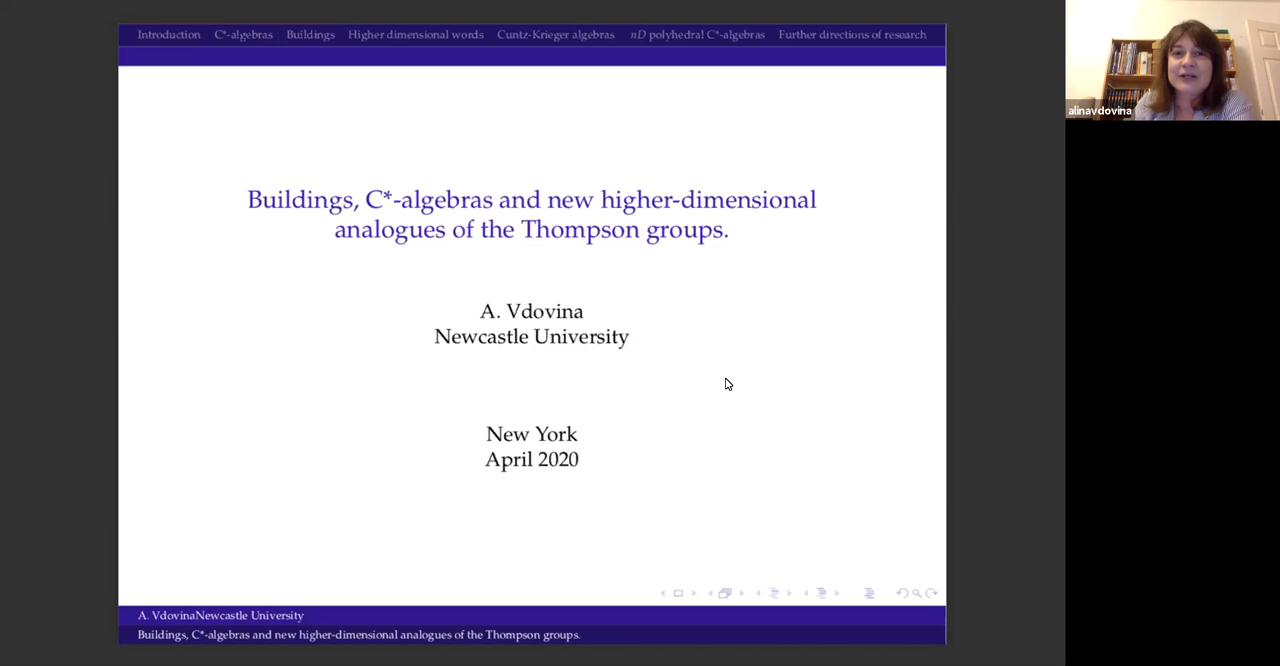 Introduction C*-algebras Buildings Higher dimensional words Cuntz-Krieger algebras nD polyhedral C*-algebras Further directions of research
alinavdovina
Buildings, C*-algebras and new higher-dimensional
analogues of the Thompson groups.
A. Vdovina
Newcastle University
New York
April 2020
A. VdovinaNewcastle University
Buildings, C*-algebras and new higher-dimensional analogues of the Thompson groups.